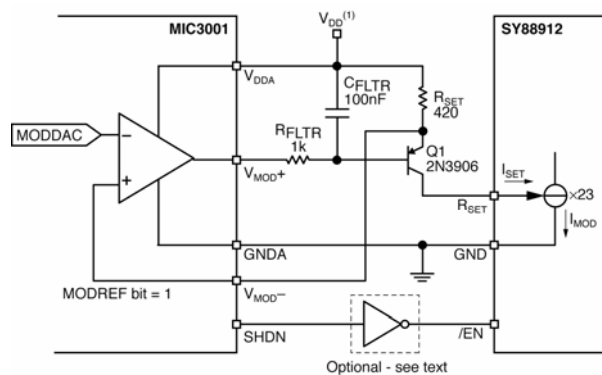 MIC3001
V_DD(1)
SY88912
V_DDA
C_FLTR
100nF
R_SET
420
MODDAC
−
+
R_FLTR
1k
V_MOD+
Q1
2N3906
I_SET
×23
R_SET
I_MOD
GNDA
GND
MODREF bit = 1
V_MOD−
SHDN
/EN
Optional - see text